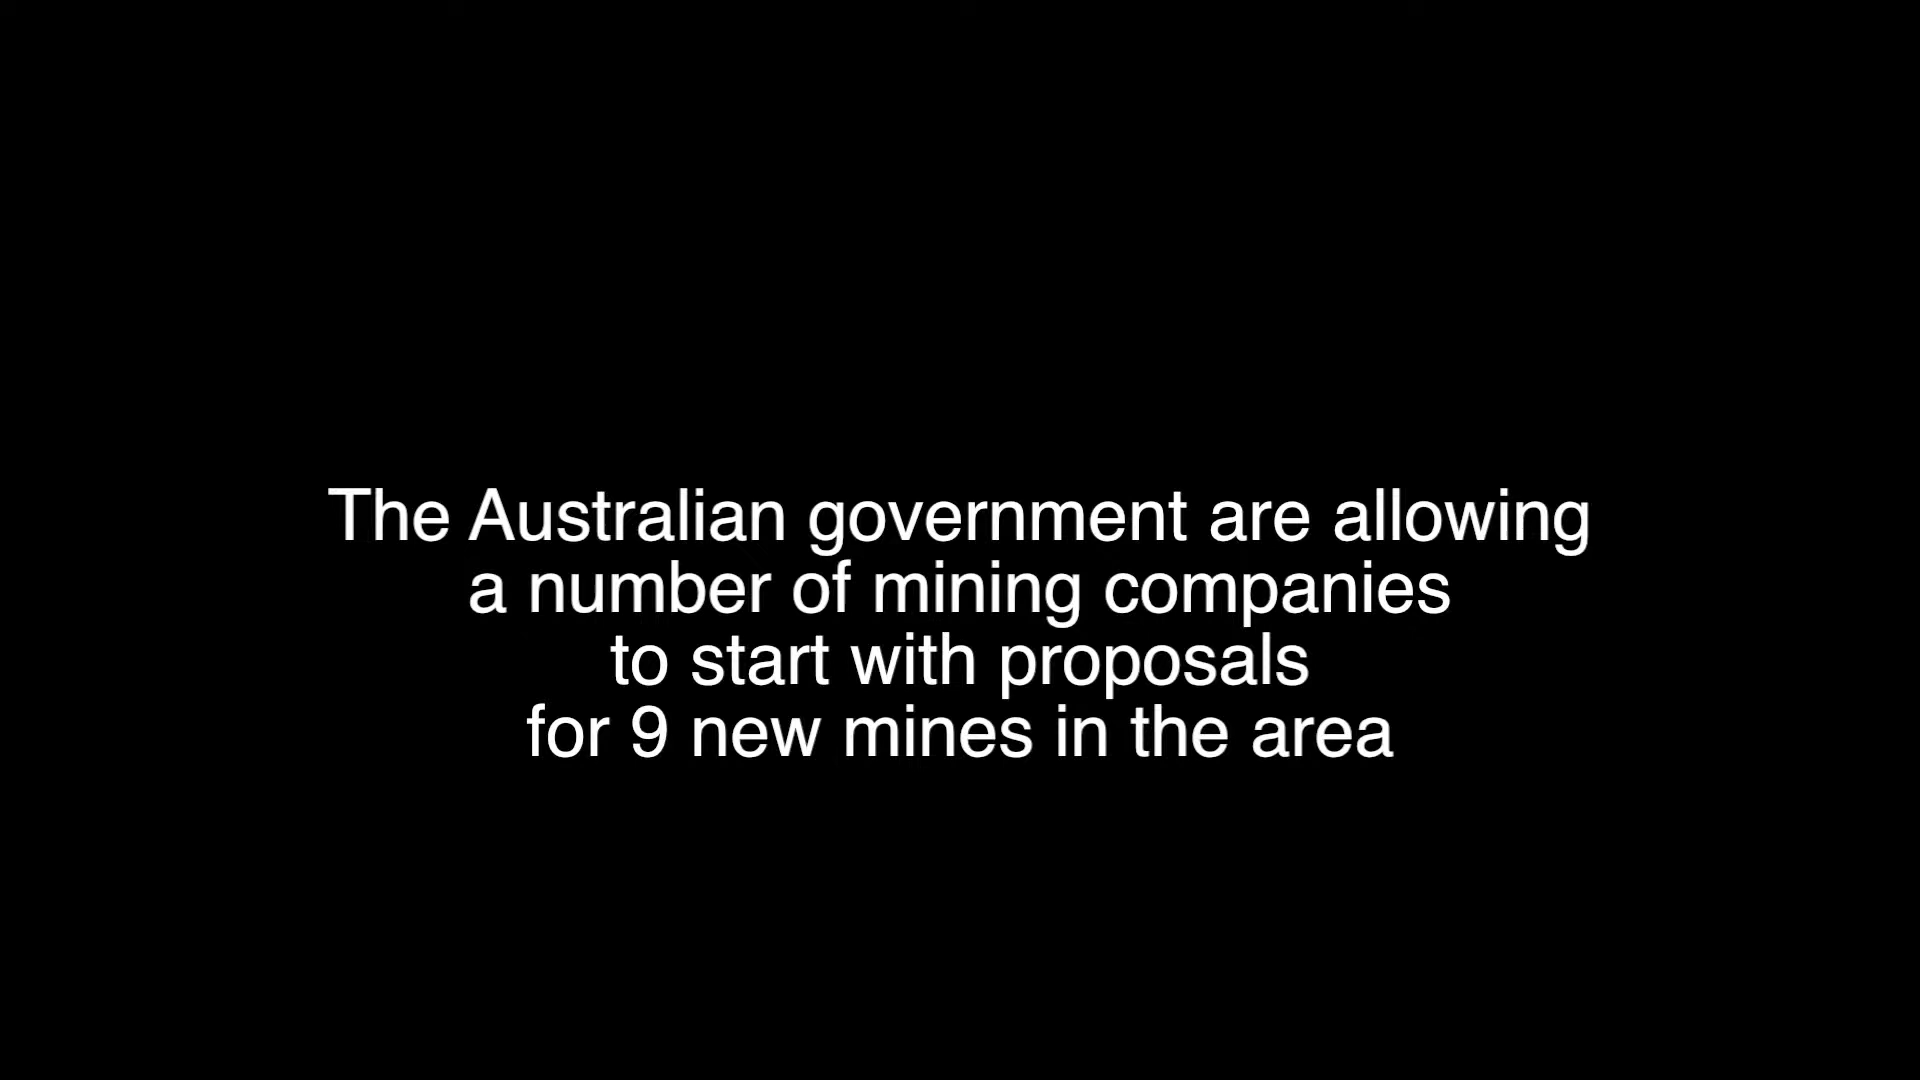 The Australian government are allowing
a number of mining companies
to start with proposals
for 9 new mines in the area